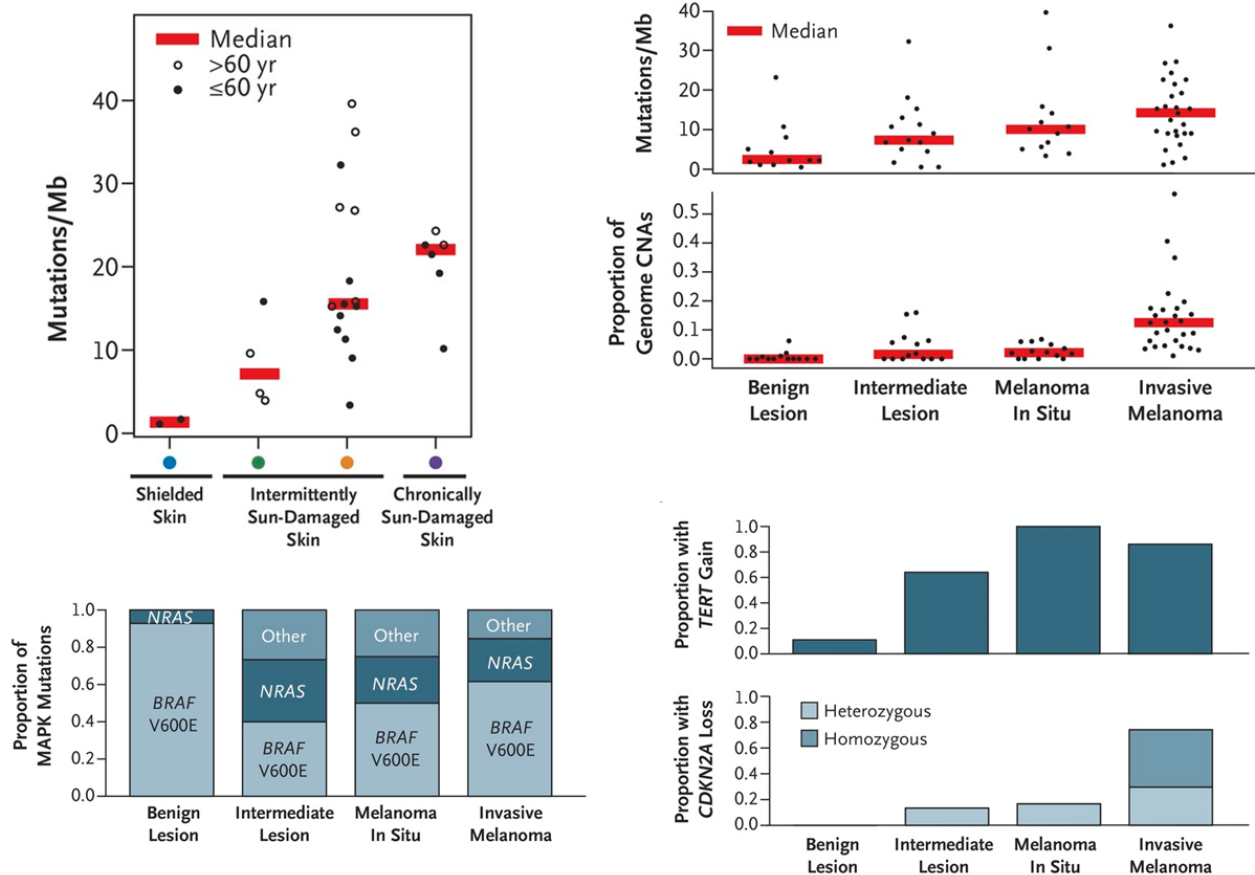 Median
>60 yr
≤60 yr
Mutations/Mb
40
30
20
10
0
Shielded
Skin
Intermittently
Sun-Damaged
Skin
Chronically
Sun-Damaged
Skin
Median
Mutations/Mb
40
30
20
10
0
Proportion of
Genome CNAs
0.5
0.4
0.3
0.2
0.1
0.0
Benign
Lesion
Intermediate
Lesion
Melanoma
In Situ
Invasive
Melanoma
Proportion of
MAPK Mutations
1.0
0.8
0.6
0.4
0.2
0.0
NRAS
BRAF
V600E
Other
NRAS
BRAF
V600E
Other
NRAS
BRAF
V600E
Other
NRAS
BRAF
V600E
Benign
Lesion
Intermediate
Lesion
Melanoma
In Situ
Invasive
Melanoma
Proportion with
TERT Gain
1.0
0.8
0.6
0.4
0.2
0.0
Proportion with
CDKN2A Loss
1.0
0.8
0.6
0.4
0.2
0.0
Heterozygous
Homozygous
Benign
Lesion
Intermediate
Lesion
Melanoma
In Situ
Invasive
Melanoma